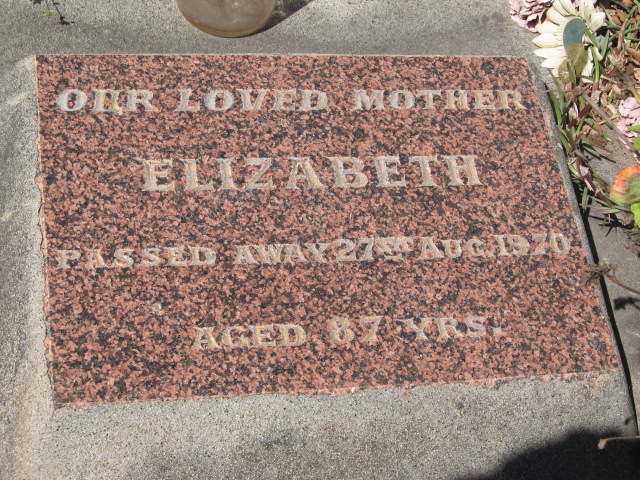 OUR LOVED MOTHER
ELIZABETH
PASSED AWAY 27TH AUG. 1970
AGED 87 YRS.